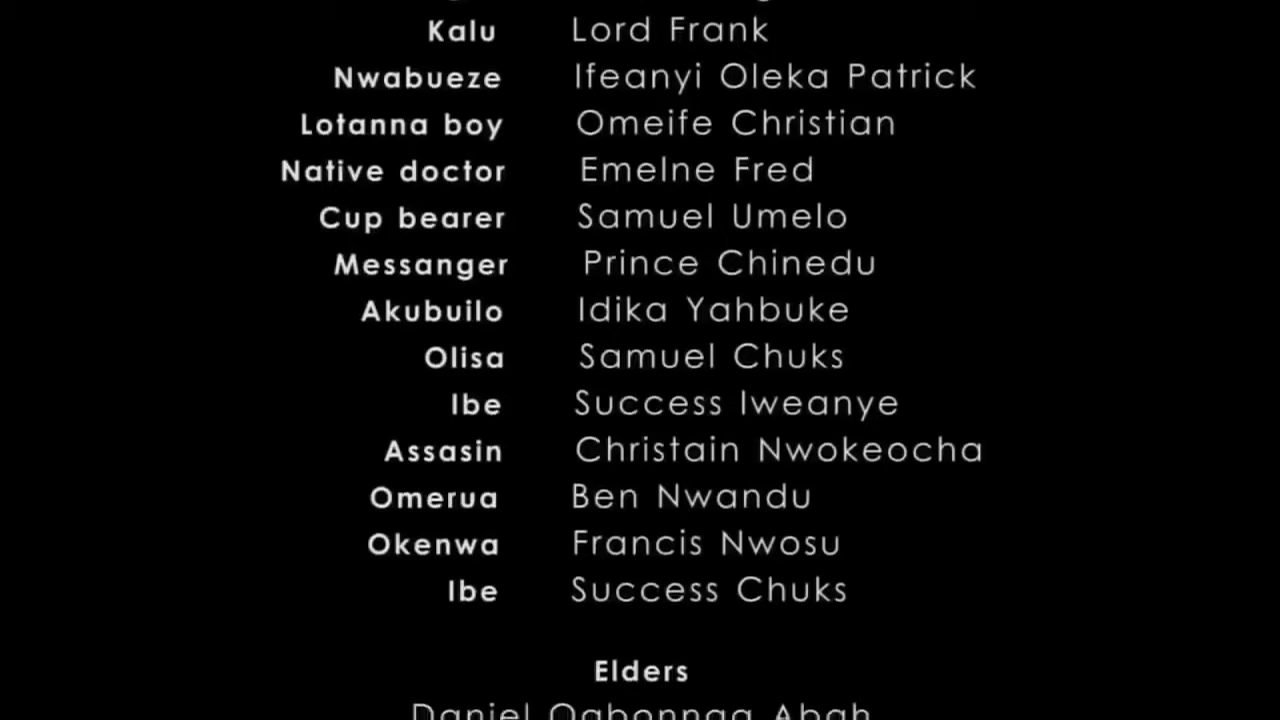 Kalu Lord Frank
Nwabueze Ifeanyi Oleka Patrick
Lotanna boy Omeife Christian
Native doctor Emelne Fred
Cup bearer Samuel Umelo
Messanger Prince Chinedu
Akubuilo Idika Yahbuke
Olisa Samuel Chuks
Ibe Success Iweanye
Assasin Christain Nwokeocha
Omerua Ben Nwandu
Okenwa Francis Nwosu
Ibe Success Chuks
Elders
Daniel Ogbonnga Abah